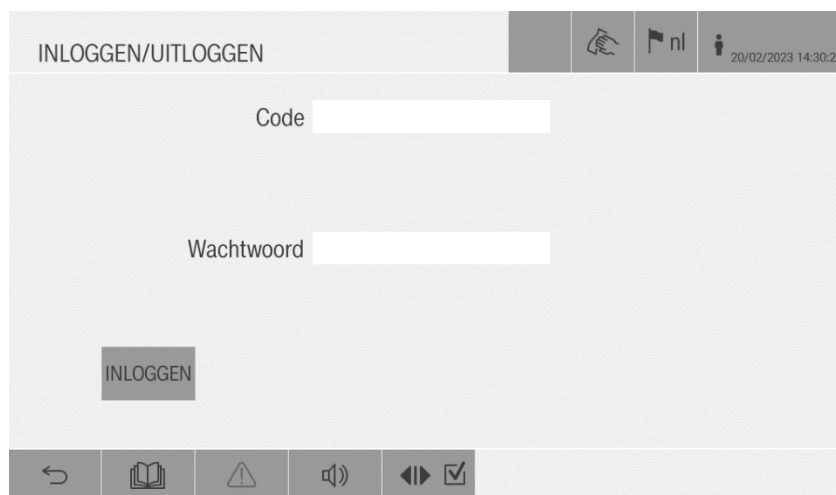 INLOGGEN/UITLOGGEN
nl
20/02/2023 14:30:2
Code
Wachtwoord
INLOGGEN